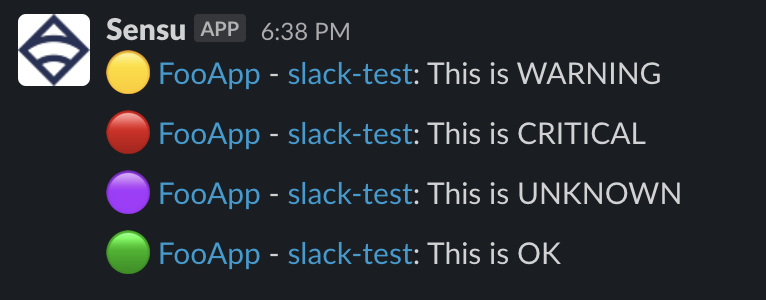 Sensu APP 6:38 PM
FooApp - slack-test: This is WARNING
FooApp - slack-test: This is CRITICAL
FooApp - slack-test: This is UNKNOWN
FooApp - slack-test: This is OK